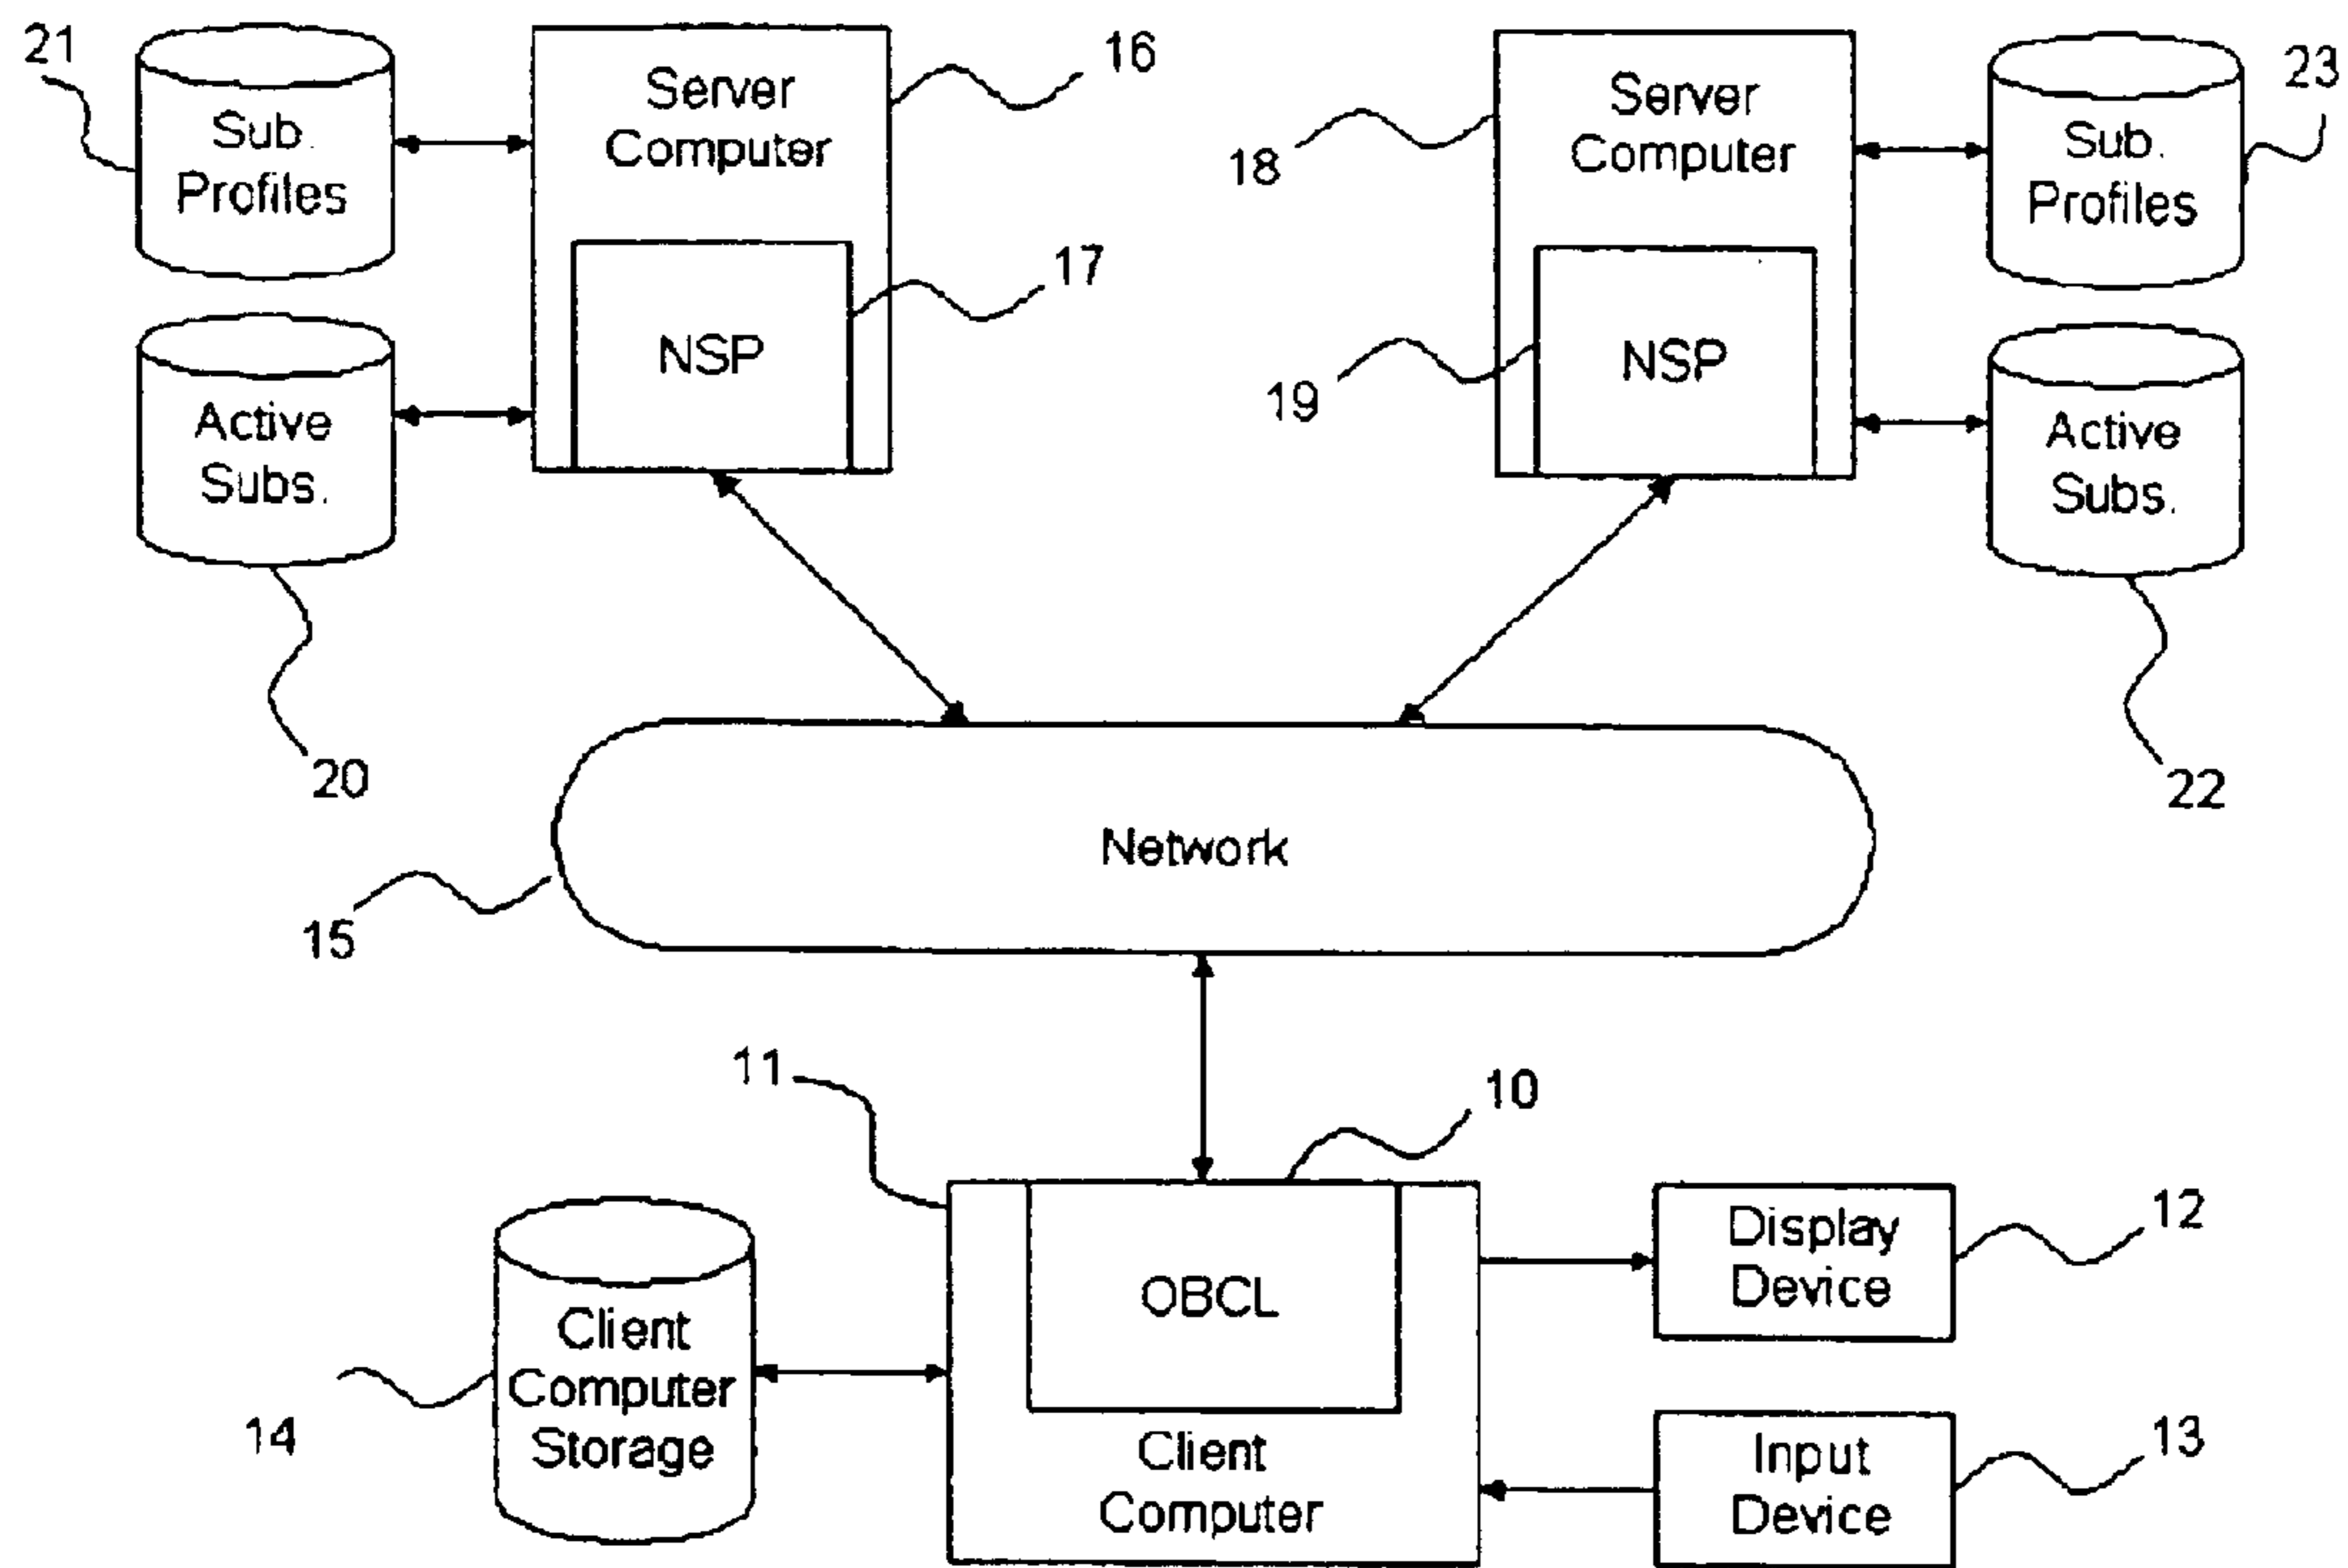 21
Sub.
Profiles
Server
Computer
16
17
NSP
Active
Subs.
20
18
Server
Computer
19
NSP
Sub.
Profiles
23
Active
Subs.
22
Network
15
11
10
OBCL
Client
Computer
Client
Computer
Storage
14
Display
Device
12
Input
Device
13